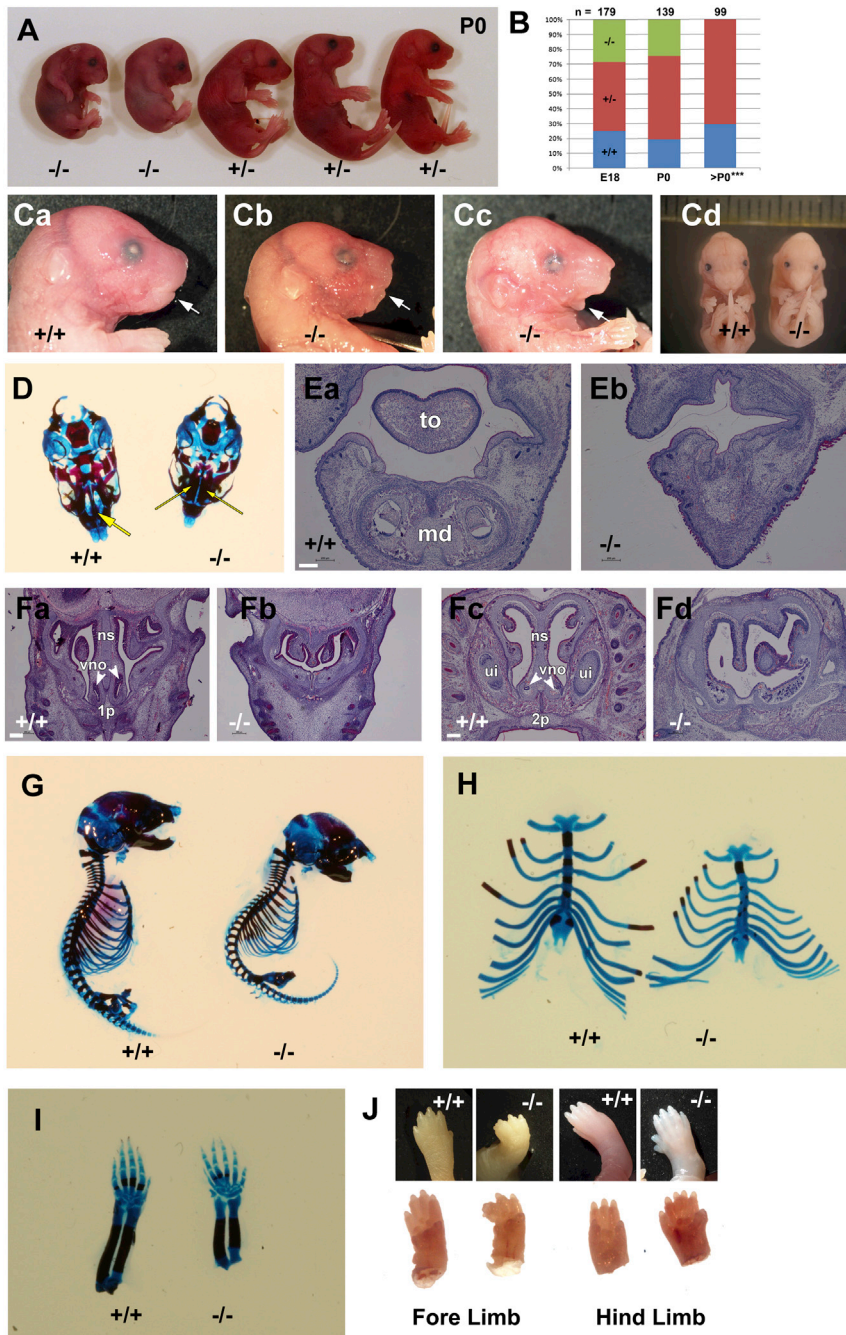 A
P0
-/-
-/-
+/-
+/-
+/-
B
n = 179 139 99
100%
90%
80%
70%
60%
50%
40%
30%
20%
10%
0%
-/-
+/-
+/+
E18 P0 >P0***
Ca
+/+
Cb
-/-
Cc
-/-
Cd
+/+
-/-
D
+/+
-/-
Ea
to
md
+/+
Eb
-/-
Fa
ns
vno
1p
+/+
Fb
-/-
Fc
ns
ui
vno
ui
2p
+/+
Fd
-/-
G
+/+
-/-
H
+/+
-/-
I
+/+
-/-
J
+/+
-/-
+/+
-/-
Fore Limb
Hind Limb